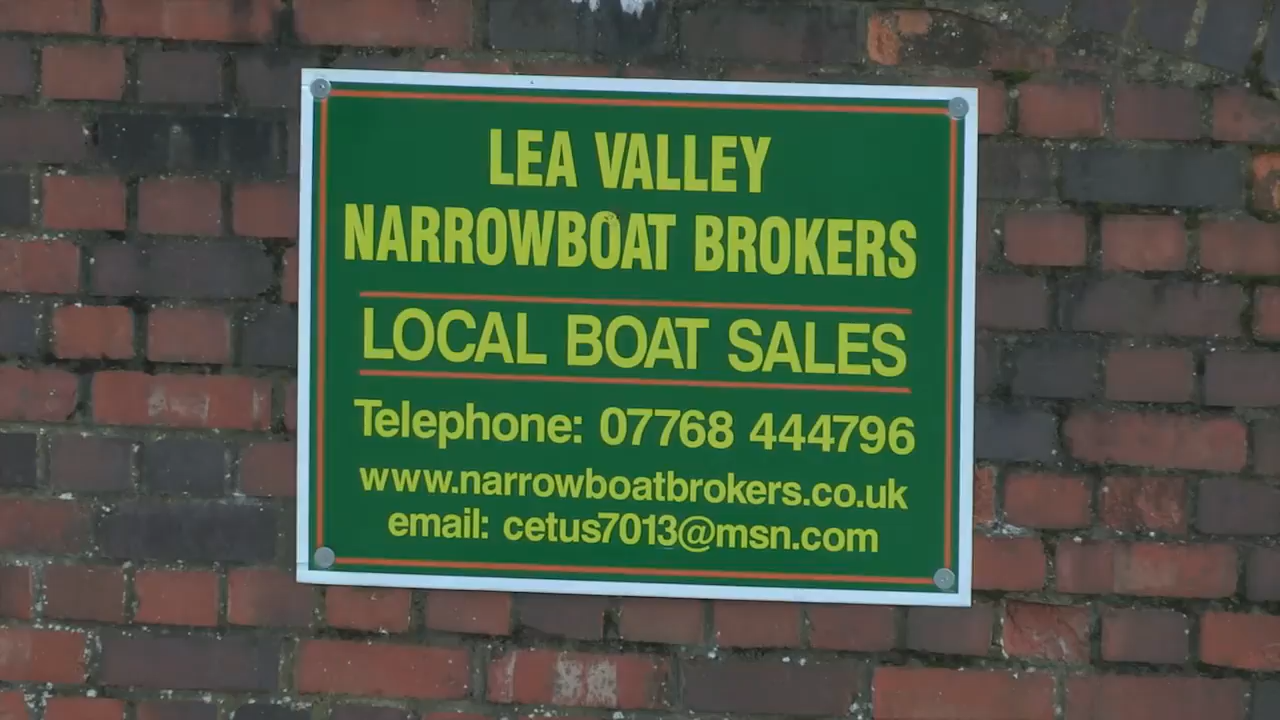 LEA VALLEY
NARROWBOAT BROKERS
LOCAL BOAT SALES
Telephone: 07768 444796
www.narrowboatbrokers.co.uk
email: cetus7013@msn.com